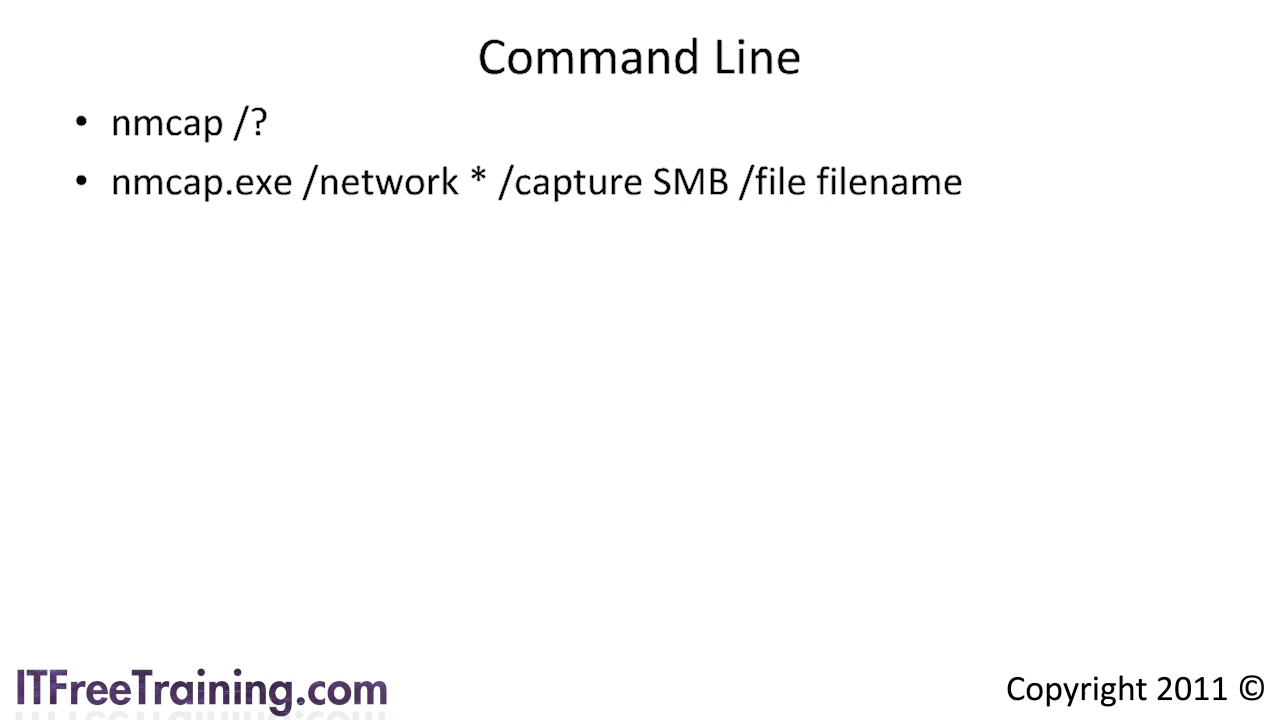 Command Line
• nmcap /?
• nmcap.exe /network * /capture SMB /file filename
ITFreeTraining.com
Copyright 2011 ©